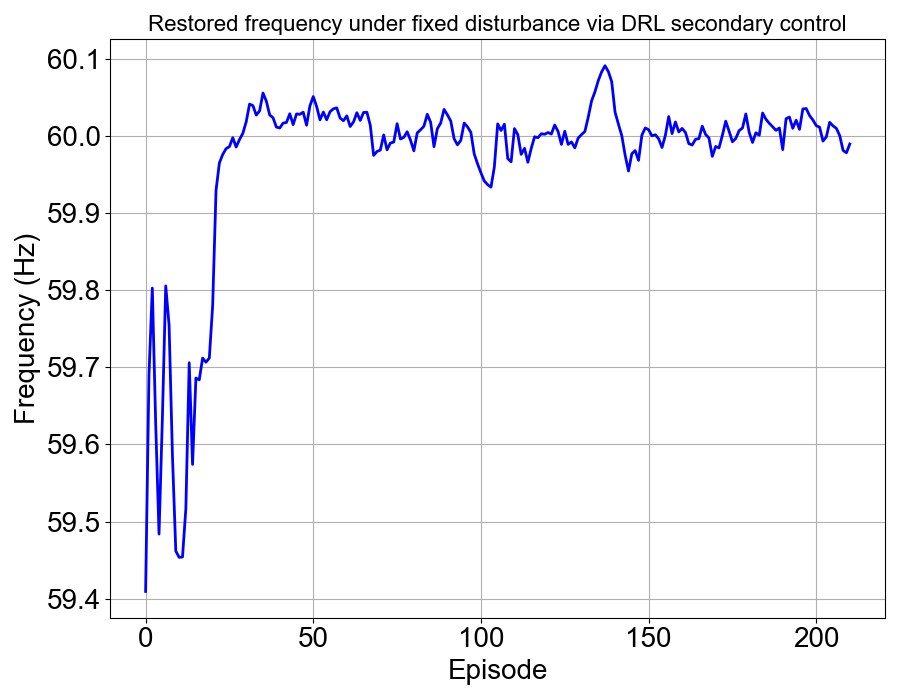 Restored frequency under fixed disturbance via DRL secondary control
60.1
60.0
59.9
59.8
59.7
59.6
59.5
59.4
Frequency (Hz)
0 50 100 150 200
Episode